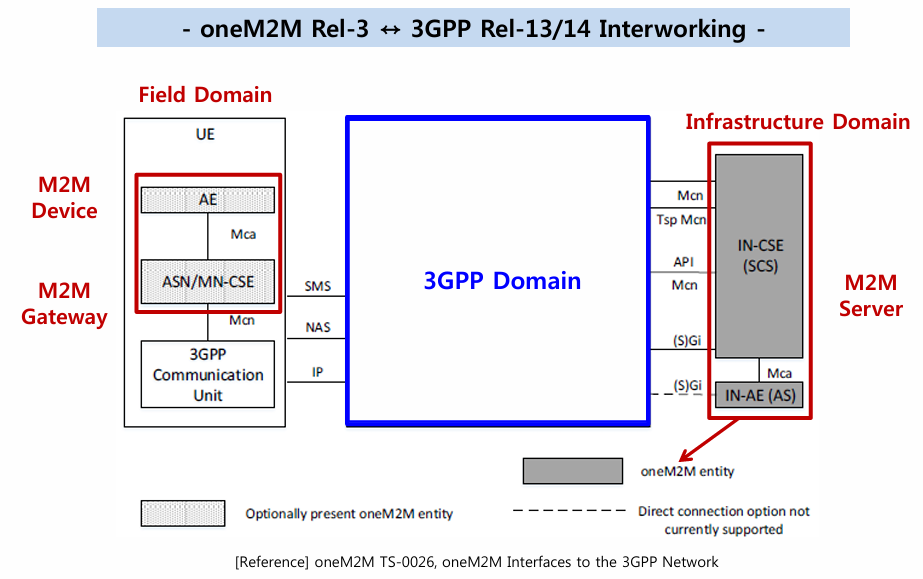 - oneM2M Rel-3 ↔ 3GPP Rel-13/14 Interworking -
Field Domain
Infrastructure Domain
UE
M2M
Device
AE
Mca
M2M
Gateway
ASN/MN-CSE
Mcn
3GPP
Communication
Unit
SMS
NAS
IP
3GPP Domain
Mcn
Tsp Mcn
API
Mcn
(S)Gi
(S)Gi
IN-CSE
(SCS)
Mca
IN-AE (AS)
M2M
Server
oneM2M entity
Optionally present oneM2M entity
Direct connection option not
currently supported
[Reference] oneM2M TS-0026, oneM2M Interfaces to the 3GPP Network